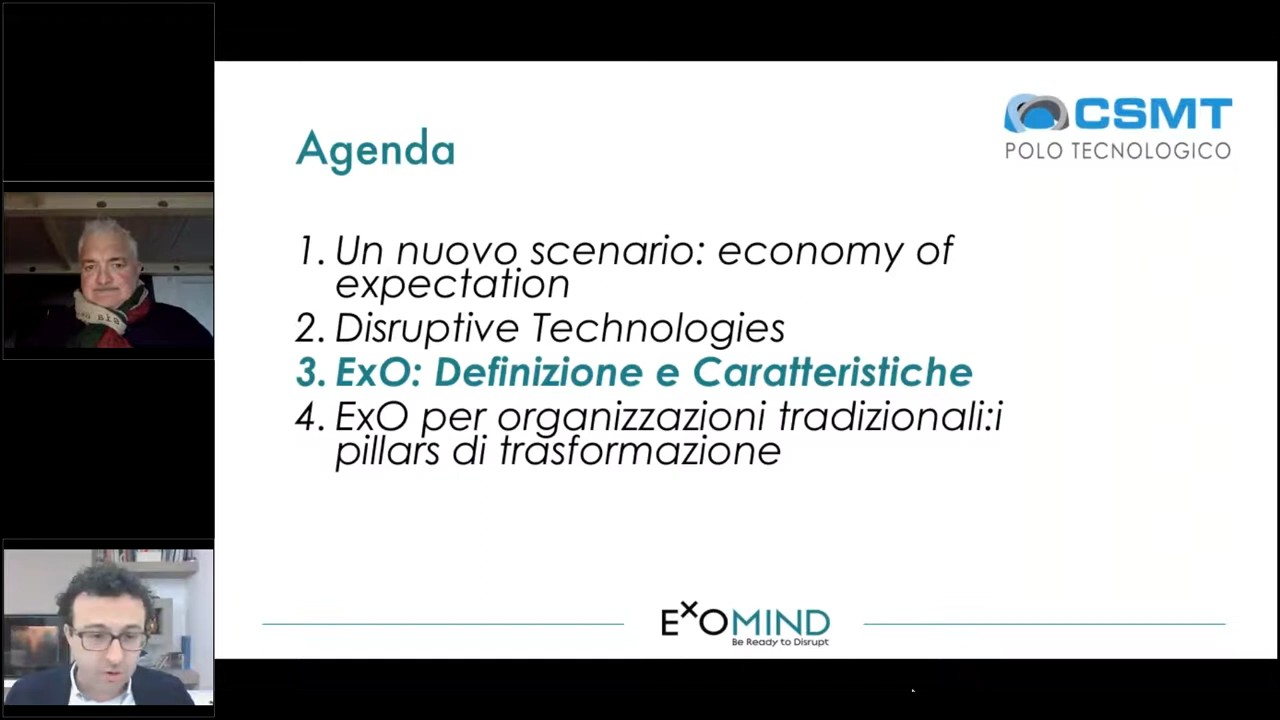 CSMT
POLO TECNOLOGICO
Agenda
1. Un nuovo scenario: economy of
expectation
2. Disruptive Technologies
3. ExO: Definizione e Caratteristiche
4. ExO per organizzazioni tradizionali:i
pillars di trasformazione
ExOMIND
Be Ready to Disrupt